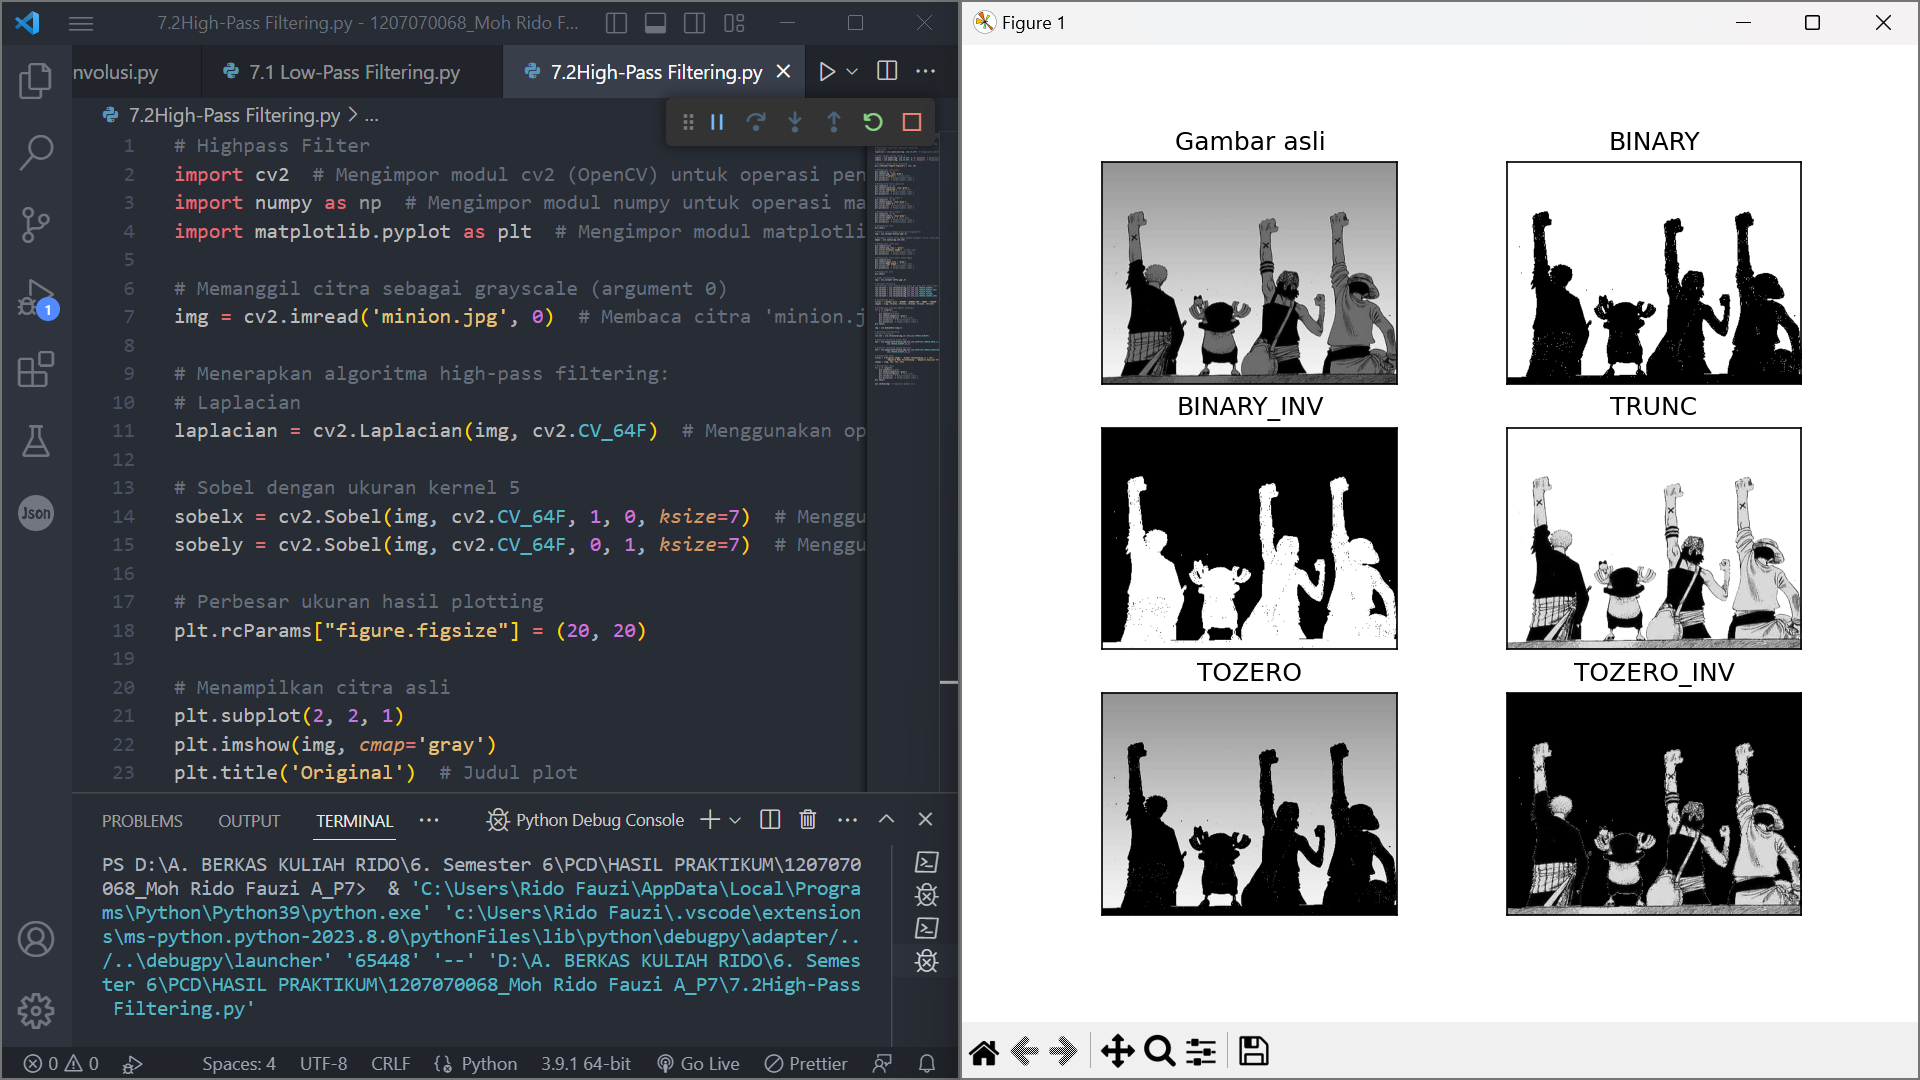 7.2High-Pass Filtering.py - 1207070068_Moh Rido F...
nvolusi.py
7.1 Low-Pass Filtering.py
7.2High-Pass Filtering.py
7.2High-Pass Filtering.py > ...
1 # Highpass Filter
2 import cv2  # Mengimpor modul cv2 (OpenCV) untuk operasi pen
3 import numpy as np  # Mengimpor modul numpy untuk operasi ma
4 import matplotlib.pyplot as plt  # Mengimpor modul matplotli
5
6 # Memanggil citra sebagai grayscale (argument 0)
7 img = cv2.imread('minion.jpg', 0)  # Membaca citra 'minion.j
8
9 # Menerapkan algoritma high-pass filtering:
10 # Laplacian
11 laplacian = cv2.Laplacian(img, cv2.CV_64F)  # Menggunakan op
12
13 # Sobel dengan ukuran kernel 5
14 sobelx = cv2.Sobel(img, cv2.CV_64F, 1, 0, ksize=7)  # Menggu
15 sobely = cv2.Sobel(img, cv2.CV_64F, 0, 1, ksize=7)  # Menggu
16
17 # Perbesar ukuran hasil plotting
18 plt.rcParams["figure.figsize"] = (20, 20)
19
20 # Menampilkan citra asli
21 plt.subplot(2, 2, 1)
22 plt.imshow(img, cmap='gray')
23 plt.title('Original')  # Judul plot
1
Json
PROBLEMS OUTPUT TERMINAL ... Python Debug Console
PS D:\A. BERKAS KULIAH RIDO\6. Semester 6\PCD\HASIL PRAKTIKUM\1207070
068_Moh Rido Fauzi A_P7>  & 'C:\Users\Rido Fauzi\AppData\Local\Progra
ms\Python\Python39\python.exe' 'c:\Users\Rido Fauzi\.vscode\extension
s\ms-python.python-2023.8.0\pythonFiles\lib\python\debugpy\adapter/..
/..\debugpy\launcher' '65448' '--' 'D:\A. BERKAS KULIAH RIDO\6. Semes
ter 6\PCD\HASIL PRAKTIKUM\1207070068_Moh Rido Fauzi A_P7\7.2High-Pass
 Filtering.py'
0 0 Spaces: 4 UTF-8 CRLF Python 3.9.1 64-bit Go Live Prettier
Figure 1
Gambar asli
BINARY
BINARY_INV
TRUNC
TOZERO
TOZERO_INV